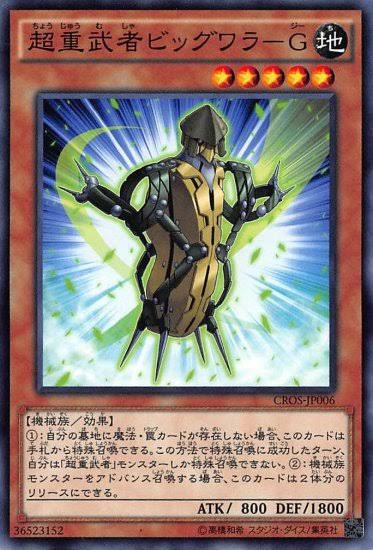 超重武者ビッグワラーG
地
CROS-JP006
【機械族/効果】
①:自分の墓地に魔法・罠カードが存在しない場合、このカードは
手札から特殊召喚できる。この方法で特殊召喚に成功したターン、
自分は「超重武者」モンスターしか特殊召喚できない。②:機械族
モンスターをアドバンス召喚する場合、このカードは2体分の
リリースにできる。
ATK/ 800 DEF/1800
36523152
©高橋和希 スタジオ・ダイス/集英社